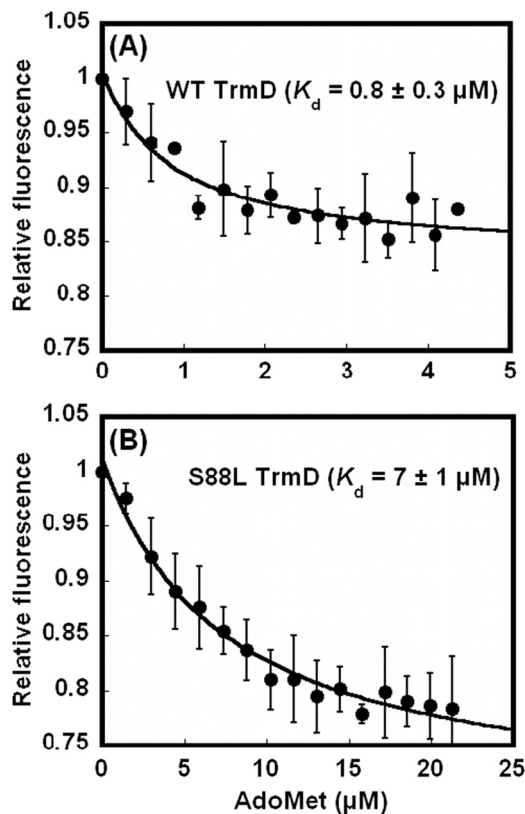 1.05
(A)
WT TrmD (Kd = 0.8 ± 0.3 µM)
1
0.95
0.9
0.85
0.8
0.75
Relative fluorescence
0 1 2 3 4 5
1.05
(B)
S88L TrmD (Kd = 7 ± 1 µM)
1
0.95
0.9
0.85
0.8
0.75
Relative fluorescence
0 5 10 15 20 25
AdoMet (µM)